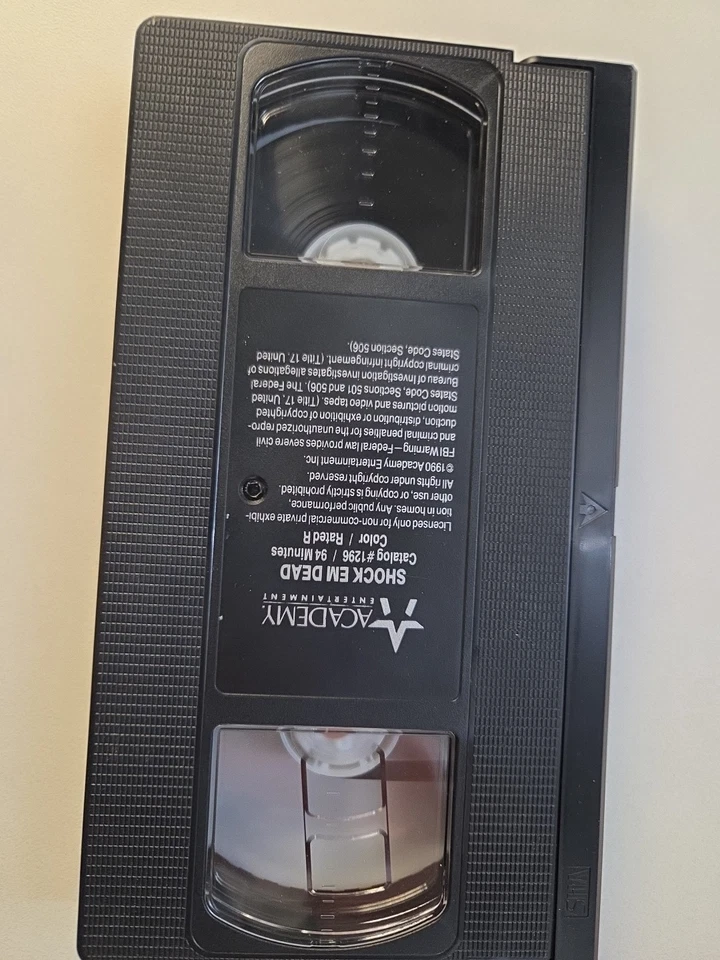 ACADEMY
ENTERTAINMENT
SHOCK EM DEAD
Catalog #1296 / 94 Minutes
Color / Rated R
Licensed only for non-commercial private exhibi-
tion in homes. Any public performance,
other use, or copying is strictly prohibited.
All rights under copyright reserved.
©1990 Academy Entertainment Inc.
FBI Warning — Federal law provides severe civil
and criminal penalties for the unauthorized repro-
duction, distribution or exhibition of copyrighted
motion pictures and video tapes. (Title 17, United
States Code, Sections 501 and 506). The Federal
Bureau of Investigation investigates allegations of
criminal copyright infringement. (Title 17, United
States Code, Section 506).
VHS